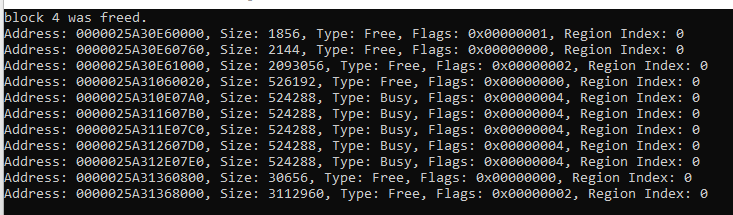 block 4 was freed.
Address: 0000025A30E60000, Size: 1856, Type: Free, Flags: 0x00000001, Region Index: 0
Address: 0000025A30E60760, Size: 2144, Type: Free, Flags: 0x00000000, Region Index: 0
Address: 0000025A30E61000, Size: 2093056, Type: Free, Flags: 0x00000002, Region Index: 0
Address: 0000025A31060020, Size: 526192, Type: Free, Flags: 0x00000000, Region Index: 0
Address: 0000025A310E07A0, Size: 524288, Type: Busy, Flags: 0x00000004, Region Index: 0
Address: 0000025A311607B0, Size: 524288, Type: Busy, Flags: 0x00000004, Region Index: 0
Address: 0000025A311E07C0, Size: 524288, Type: Busy, Flags: 0x00000004, Region Index: 0
Address: 0000025A312607D0, Size: 524288, Type: Busy, Flags: 0x00000004, Region Index: 0
Address: 0000025A312E07E0, Size: 524288, Type: Busy, Flags: 0x00000004, Region Index: 0
Address: 0000025A31360800, Size: 30656, Type: Free, Flags: 0x00000000, Region Index: 0
Address: 0000025A31368000, Size: 3112960, Type: Free, Flags: 0x00000002, Region Index: 0